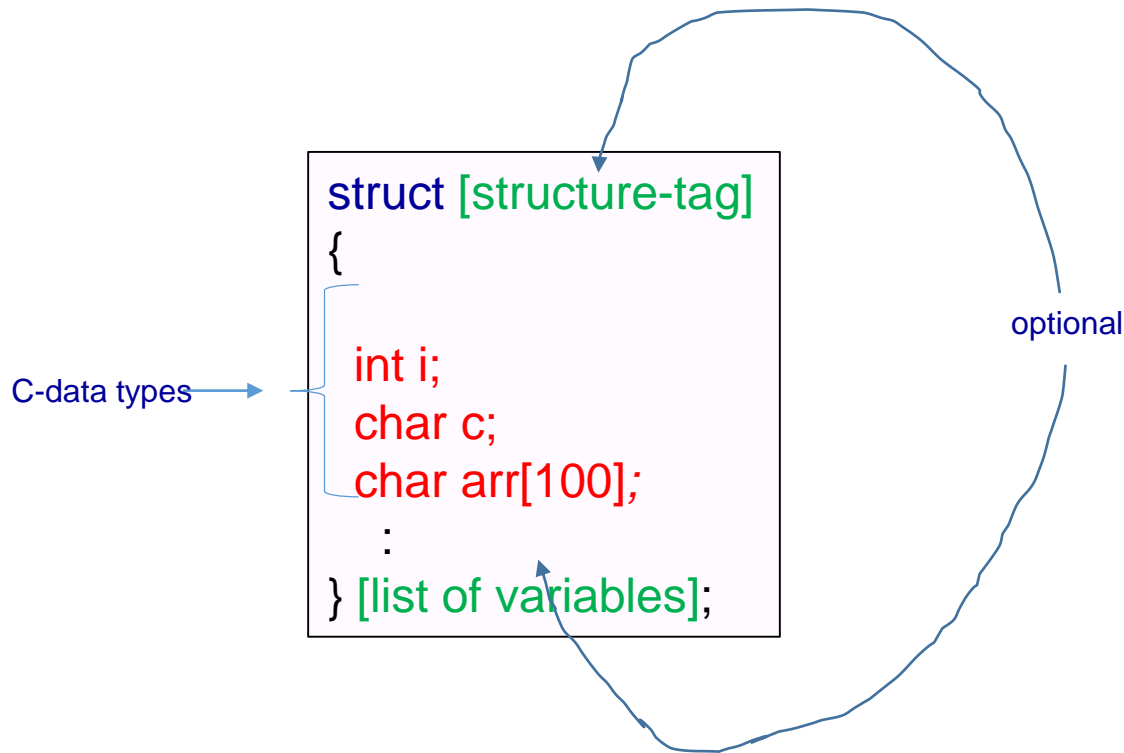 struct [structure-tag]
{
optional
int i;
C-data types
char c;
char arr[100];
:
} [list of variables];